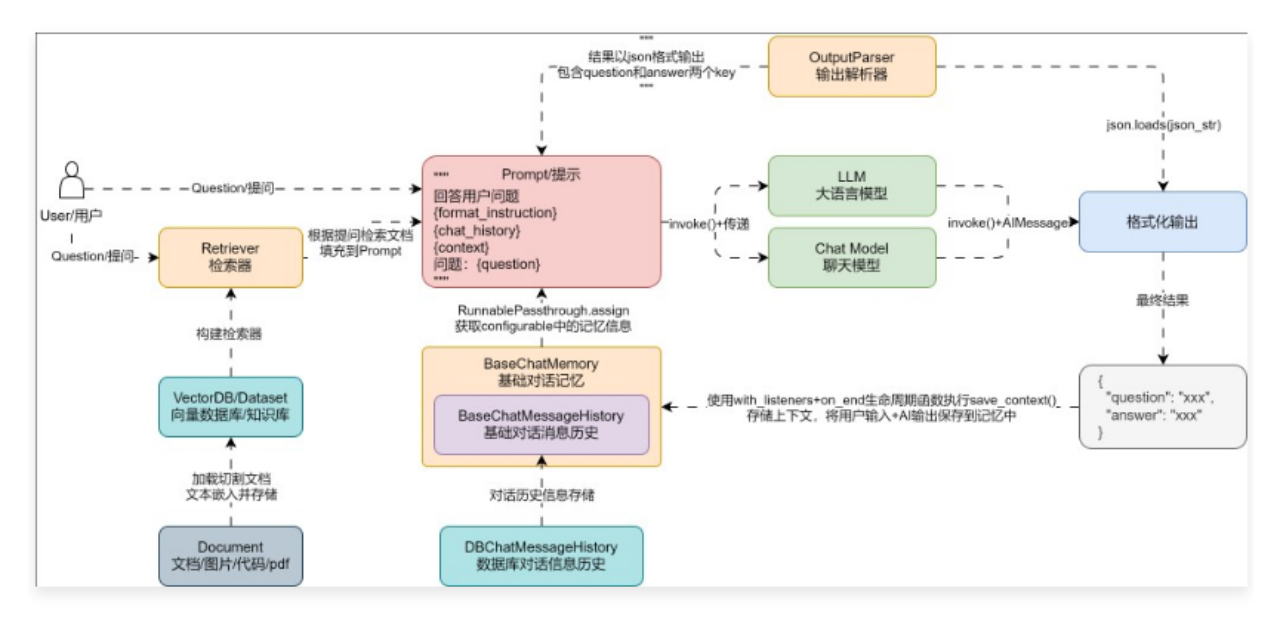 """
结果以json格式输出
包含question和answer两个key
"""
OutputParser
输出解析器
json.loads(json_str)
User/用户
Question/提问
Question/提问
Retriever
检索器
根据提问检索文档
填充到Prompt
""" Prompt/提示
回答用户问题
{format_instruction}
{chat_history}
{context}
问题：{question}
"""
invoke()+传递
LLM
大语言模型
Chat Model
聊天模型
invoke()+AIMessage
格式化输出
最终结果
{
"question": "xxx",
"answer": "xxx"
}
RunnablePassthrough.assign
获取configurable中的记忆信息
构建检索器
VectorDB/Dataset
向量数据库/知识库
BaseChatMemory
基础对话记忆
BaseChatMessageHistory
基础对话消息历史
使用with_listeners+on_end生命周期函数执行save_context()
存储上下文，将用户输入+AI输出保存到记忆中
加载切割文档
文本嵌入并存储
对话历史信息存储
Document
文档/图片/代码/pdf
DBChatMessageHistory
数据库对话信息历史